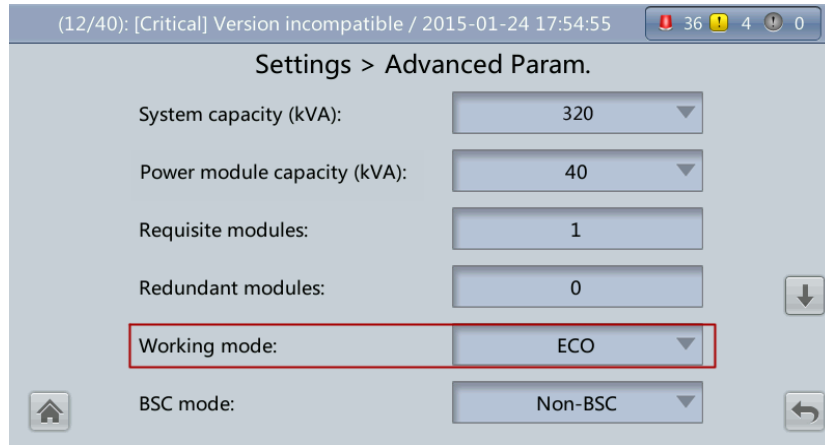 (12/40): [Critical] Version incompatible / 2015-01-24 17:54:55 36 4 0
Settings > Advanced Param.
System capacity (kVA): 320
Power module capacity (kVA): 40
Requisite modules: 1
Redundant modules: 0
Working mode: ECO
BSC mode: Non-BSC